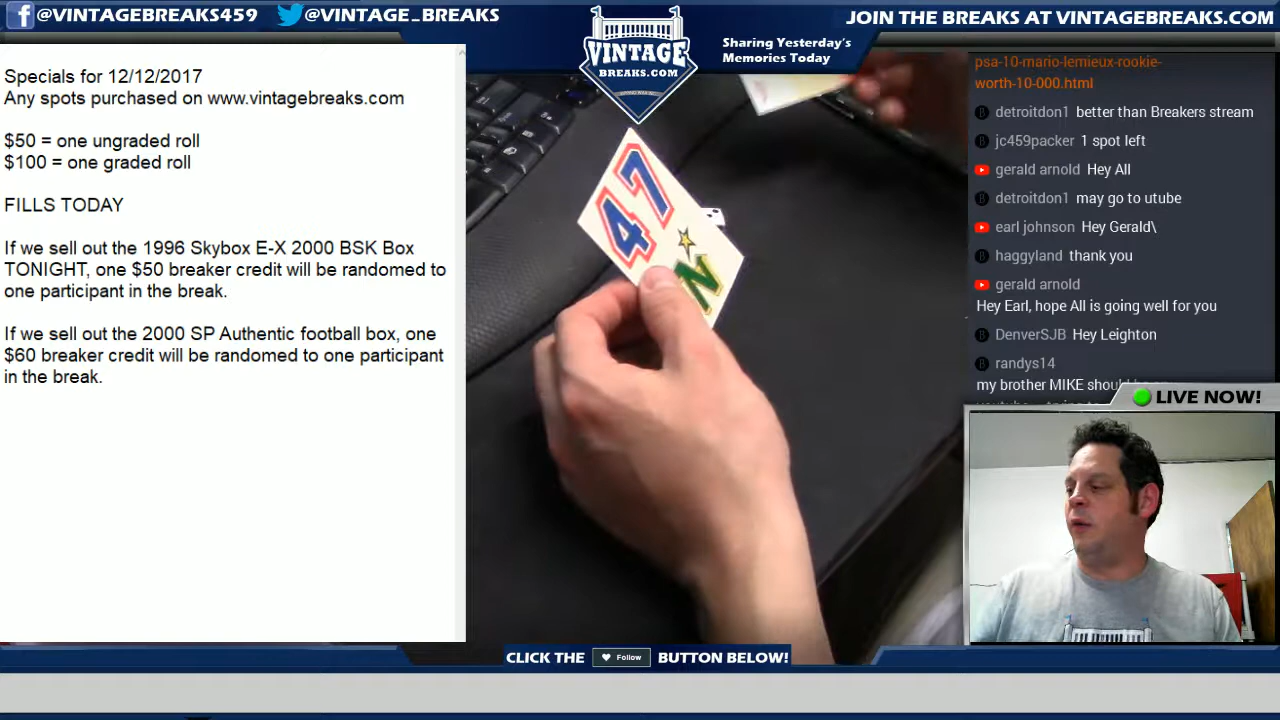 @VINTAGEBREAKS459
@VINTAGE_BREAKS
VINTAGE
BREAKS.COM
Sharing Yesterday's
Memories Today
JOIN THE BREAKS AT VINTAGEBREAKS.COM
Specials for 12/12/2017
Any spots purchased on www.vintagebreaks.com
$50 = one ungraded roll
$100 = one graded roll
FILLS TODAY
If we sell out the 1996 Skybox E-X 2000 BSK Box
TONIGHT, one $50 breaker credit will be randomed to
one participant in the break.
If we sell out the 2000 SP Authentic football box, one
$60 breaker credit will be randomed to one participant
in the break.
47
N
psa-10-mario-lemieux-rookie-
worth-10-000.html
detroitdon1 better than Breakers stream
jc459packer 1 spot left
gerald arnold Hey All
detroitdon1 may go to utube
earl johnson Hey Gerald\
haggyland thank you
gerald arnold
Hey Earl, hope All is going well for you
DenverSJB Hey Leighton
randys14
my brother MIKE should
LIVE NOW!
CLICK THE Follow BUTTON BELOW!